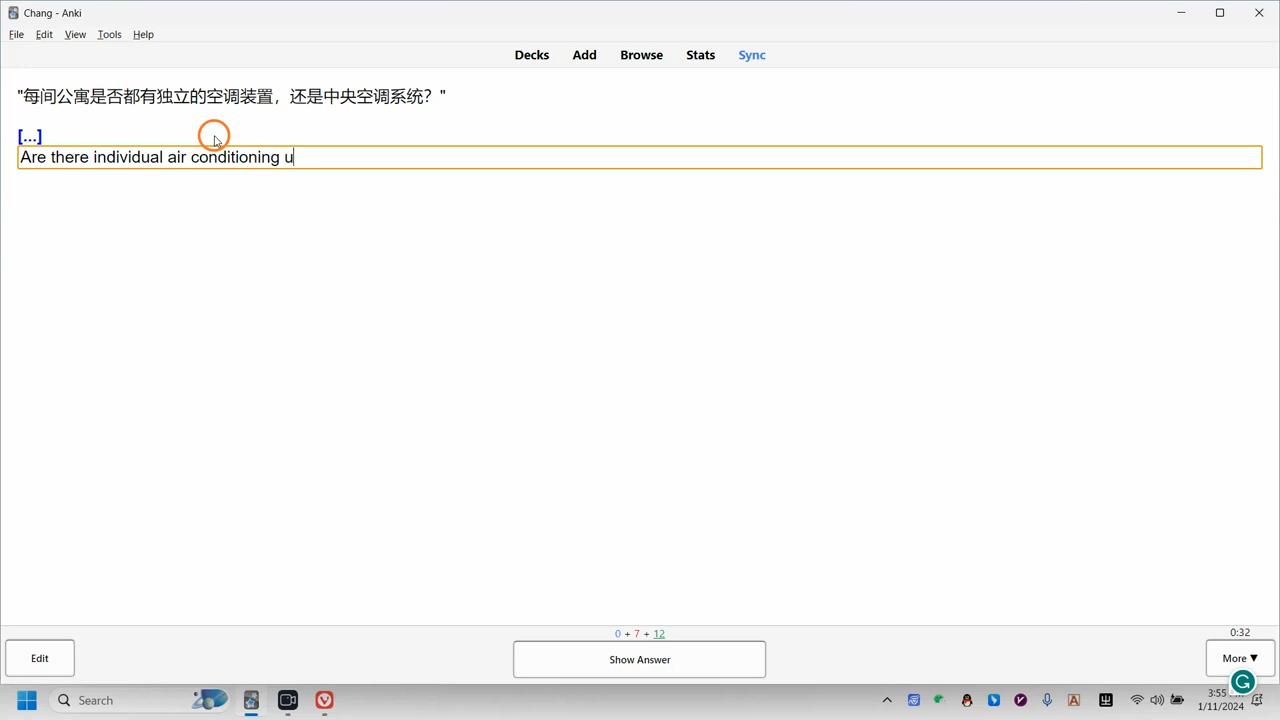 Chang - Anki
File Edit View Tools Help
Decks Add Browse Stats Sync
"每间公寓是否都有独立的空调装置，还是中央空调系统？"
[...]
Are there individual air conditioning u
0 + 7 + 12
0:32
Edit
Show Answer
More ▼
Search
3:55
1/11/2024